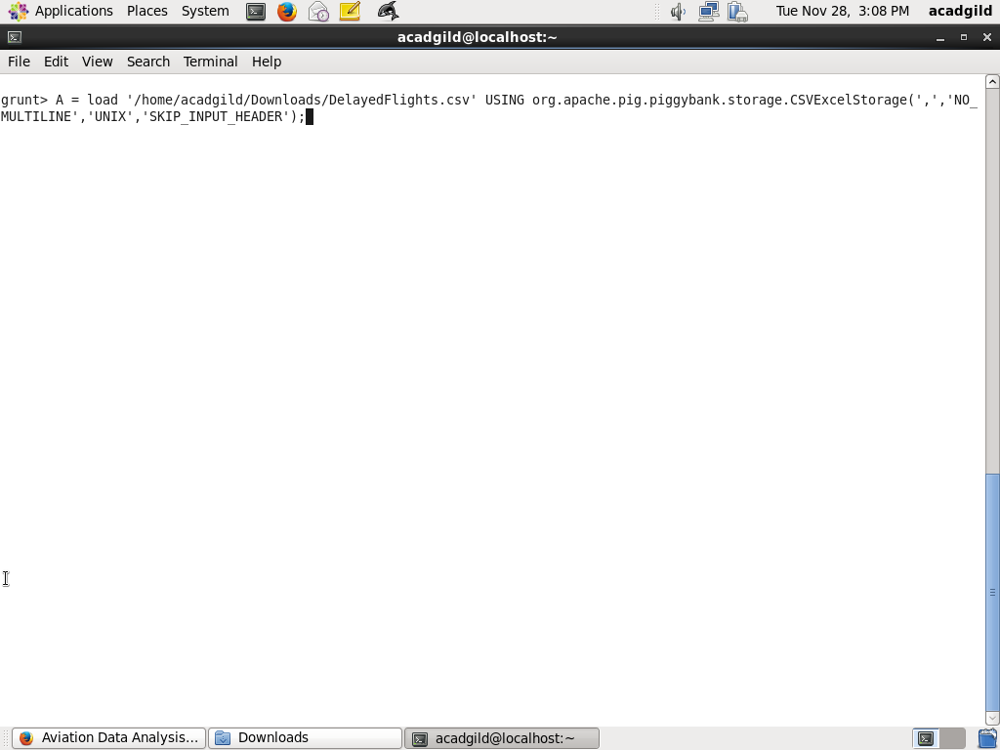 Applications Places System Tue Nov 28, 3:08 PM acadgild
acadgild@localhost:~
File Edit View Search Terminal Help
grunt> A = load '/home/acadgild/Downloads/DelayedFlights.csv' USING org.apache.pig.piggybank.storage.CSVExcelStorage(',','NO_
MULTILINE','UNIX','SKIP_INPUT_HEADER');
Aviation Data Analysis... Downloads acadgild@localhost:~